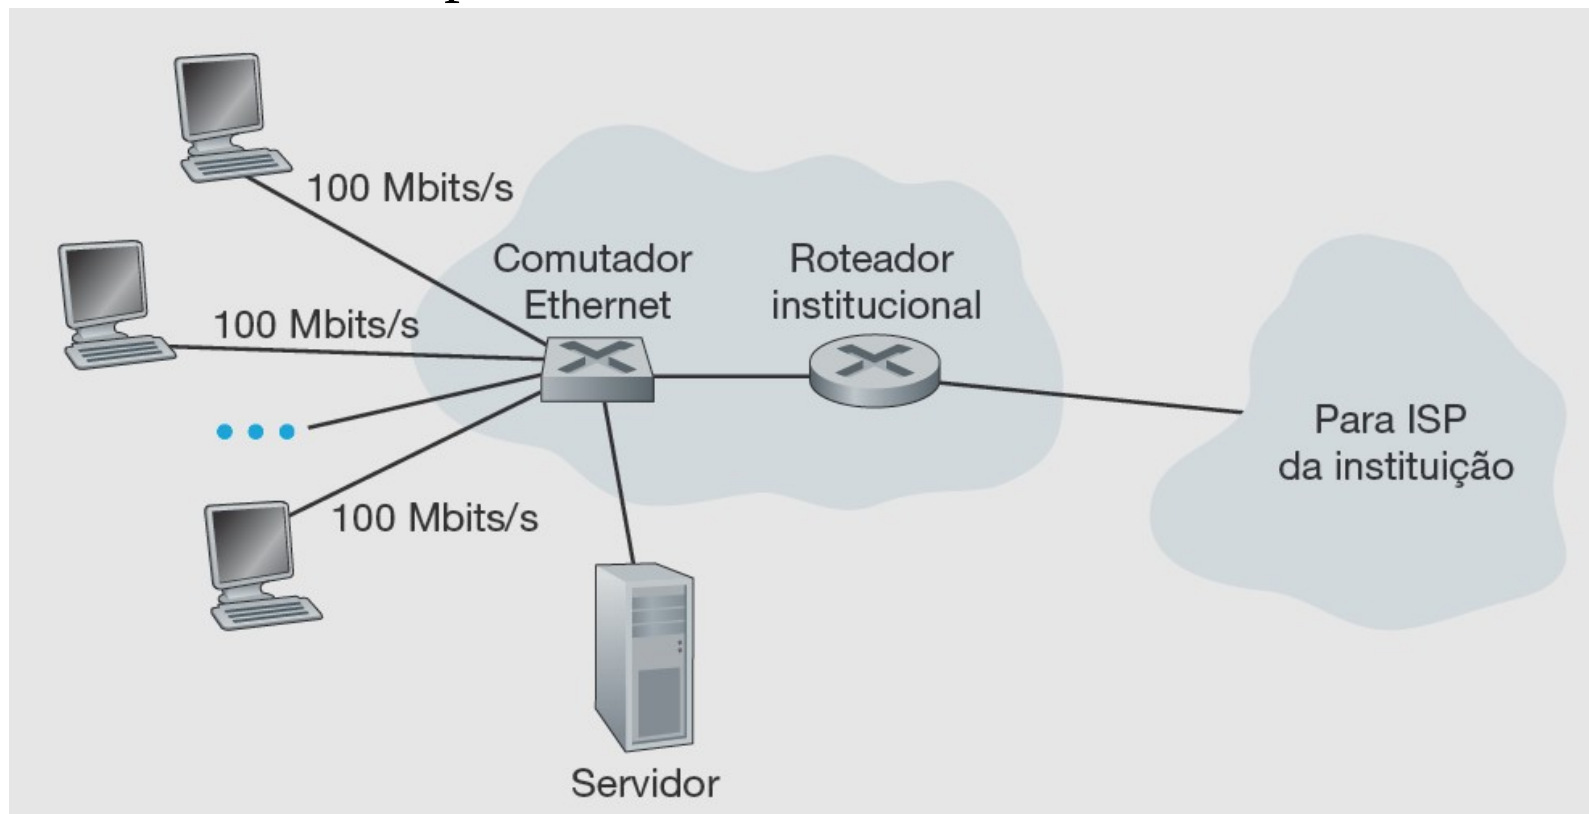 100 Mbits/s
Comutador
Ethernet
Roteador
institucional
100 Mbits/s
Para ISP
da instituição
100 Mbits/s
Servidor